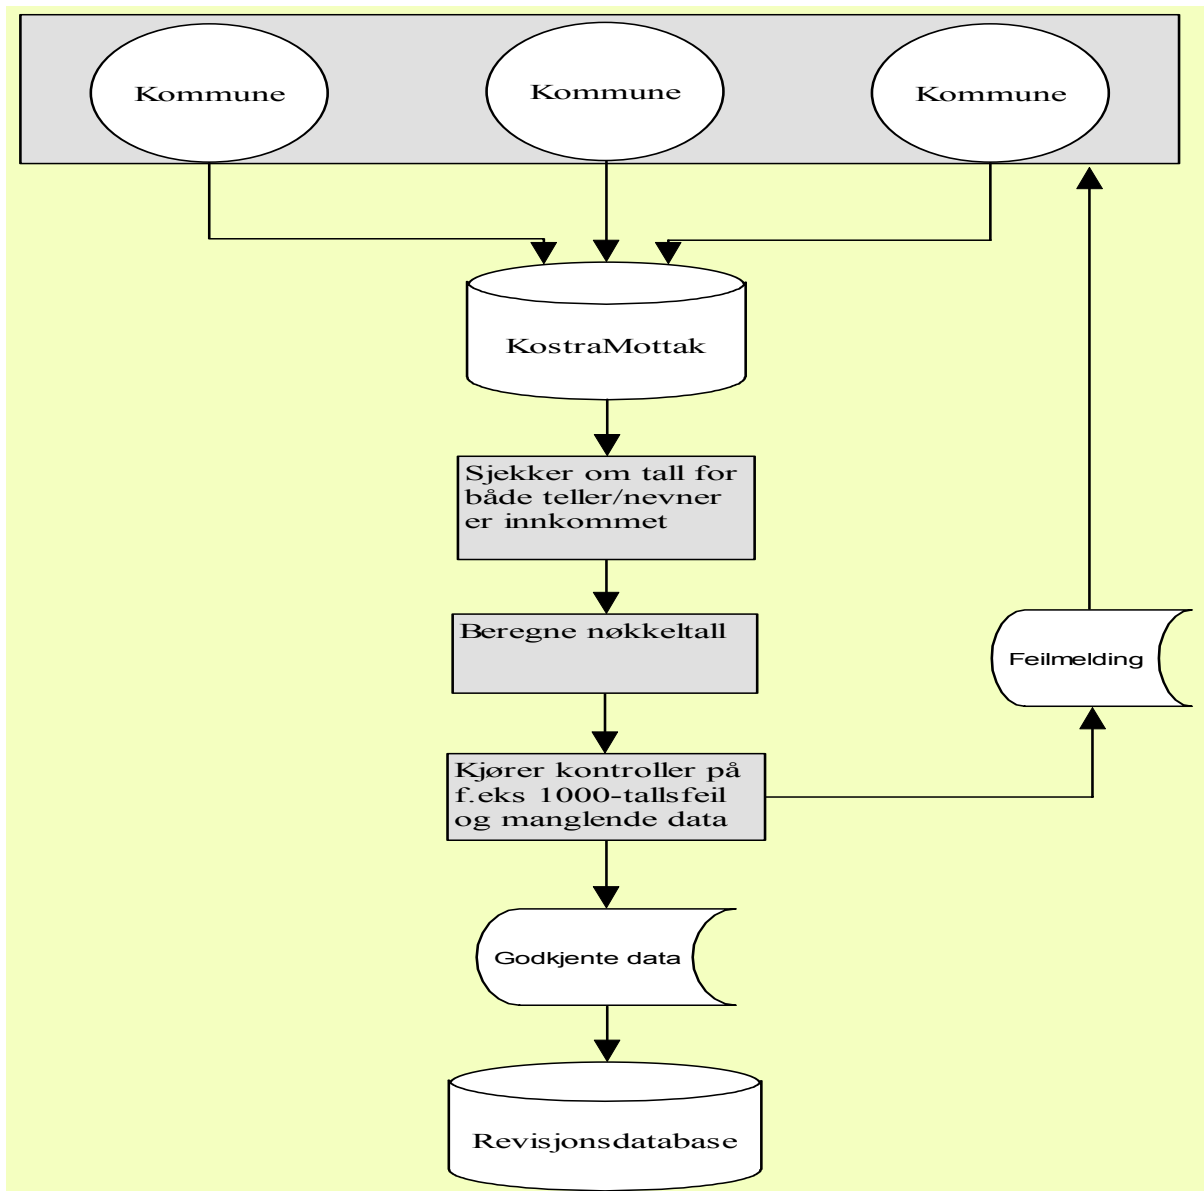 Kommune
Kommune
Kommune
KostraMottak
Sjekker om tall for
både teller/nevner
er innkommet
Beregne nøkkeltall
Feilmelding
Kjører kontroller på
f.eks 1000-tallsfeil
og manglende data
Godkjente data
Revisjonsdatabase